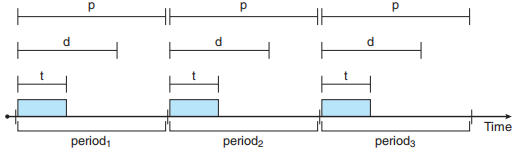 p p p
d d d
t t t
Time
period₁ period₂ period₃